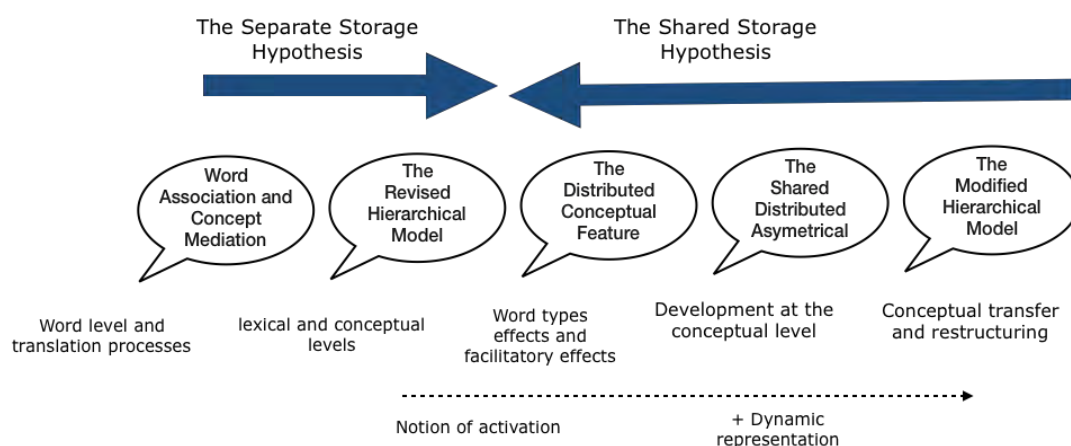 The Separate Storage
Hypothesis
The Shared Storage
Hypothesis
Word
Association and
Concept
Mediation
The
Revised
Hierarchical
Model
The
Distributed
Conceptual
Feature
The
Shared
Distributed
Asymetrical
The
Modified
Hierarchical
Model
Word level and
translation processes
lexical and conceptual
levels
Word types
effects and
facilitatory effects
Development at the
conceptual level
Conceptual transfer
and restructuring
Notion of activation
+ Dynamic
representation